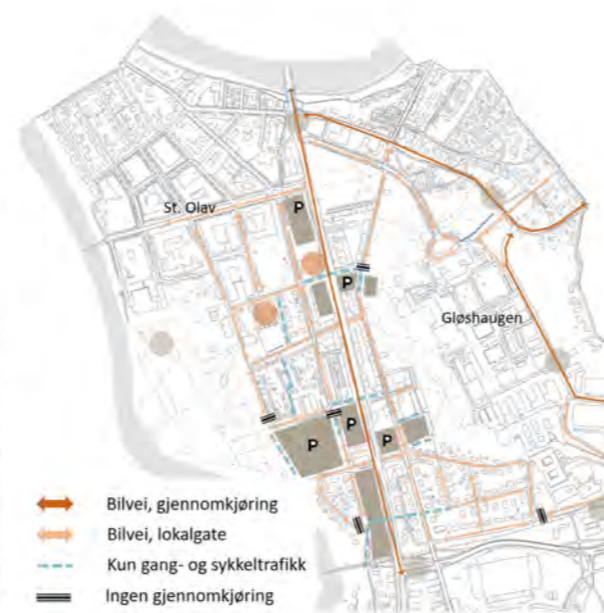 St. Olav
P
P
Gløshaugen
P
P
P
Bilvei, gjennomkjøring
Bilvei, lokalgate
Kun gang- og sykkeltrafikk
Ingen gjennomkjøring